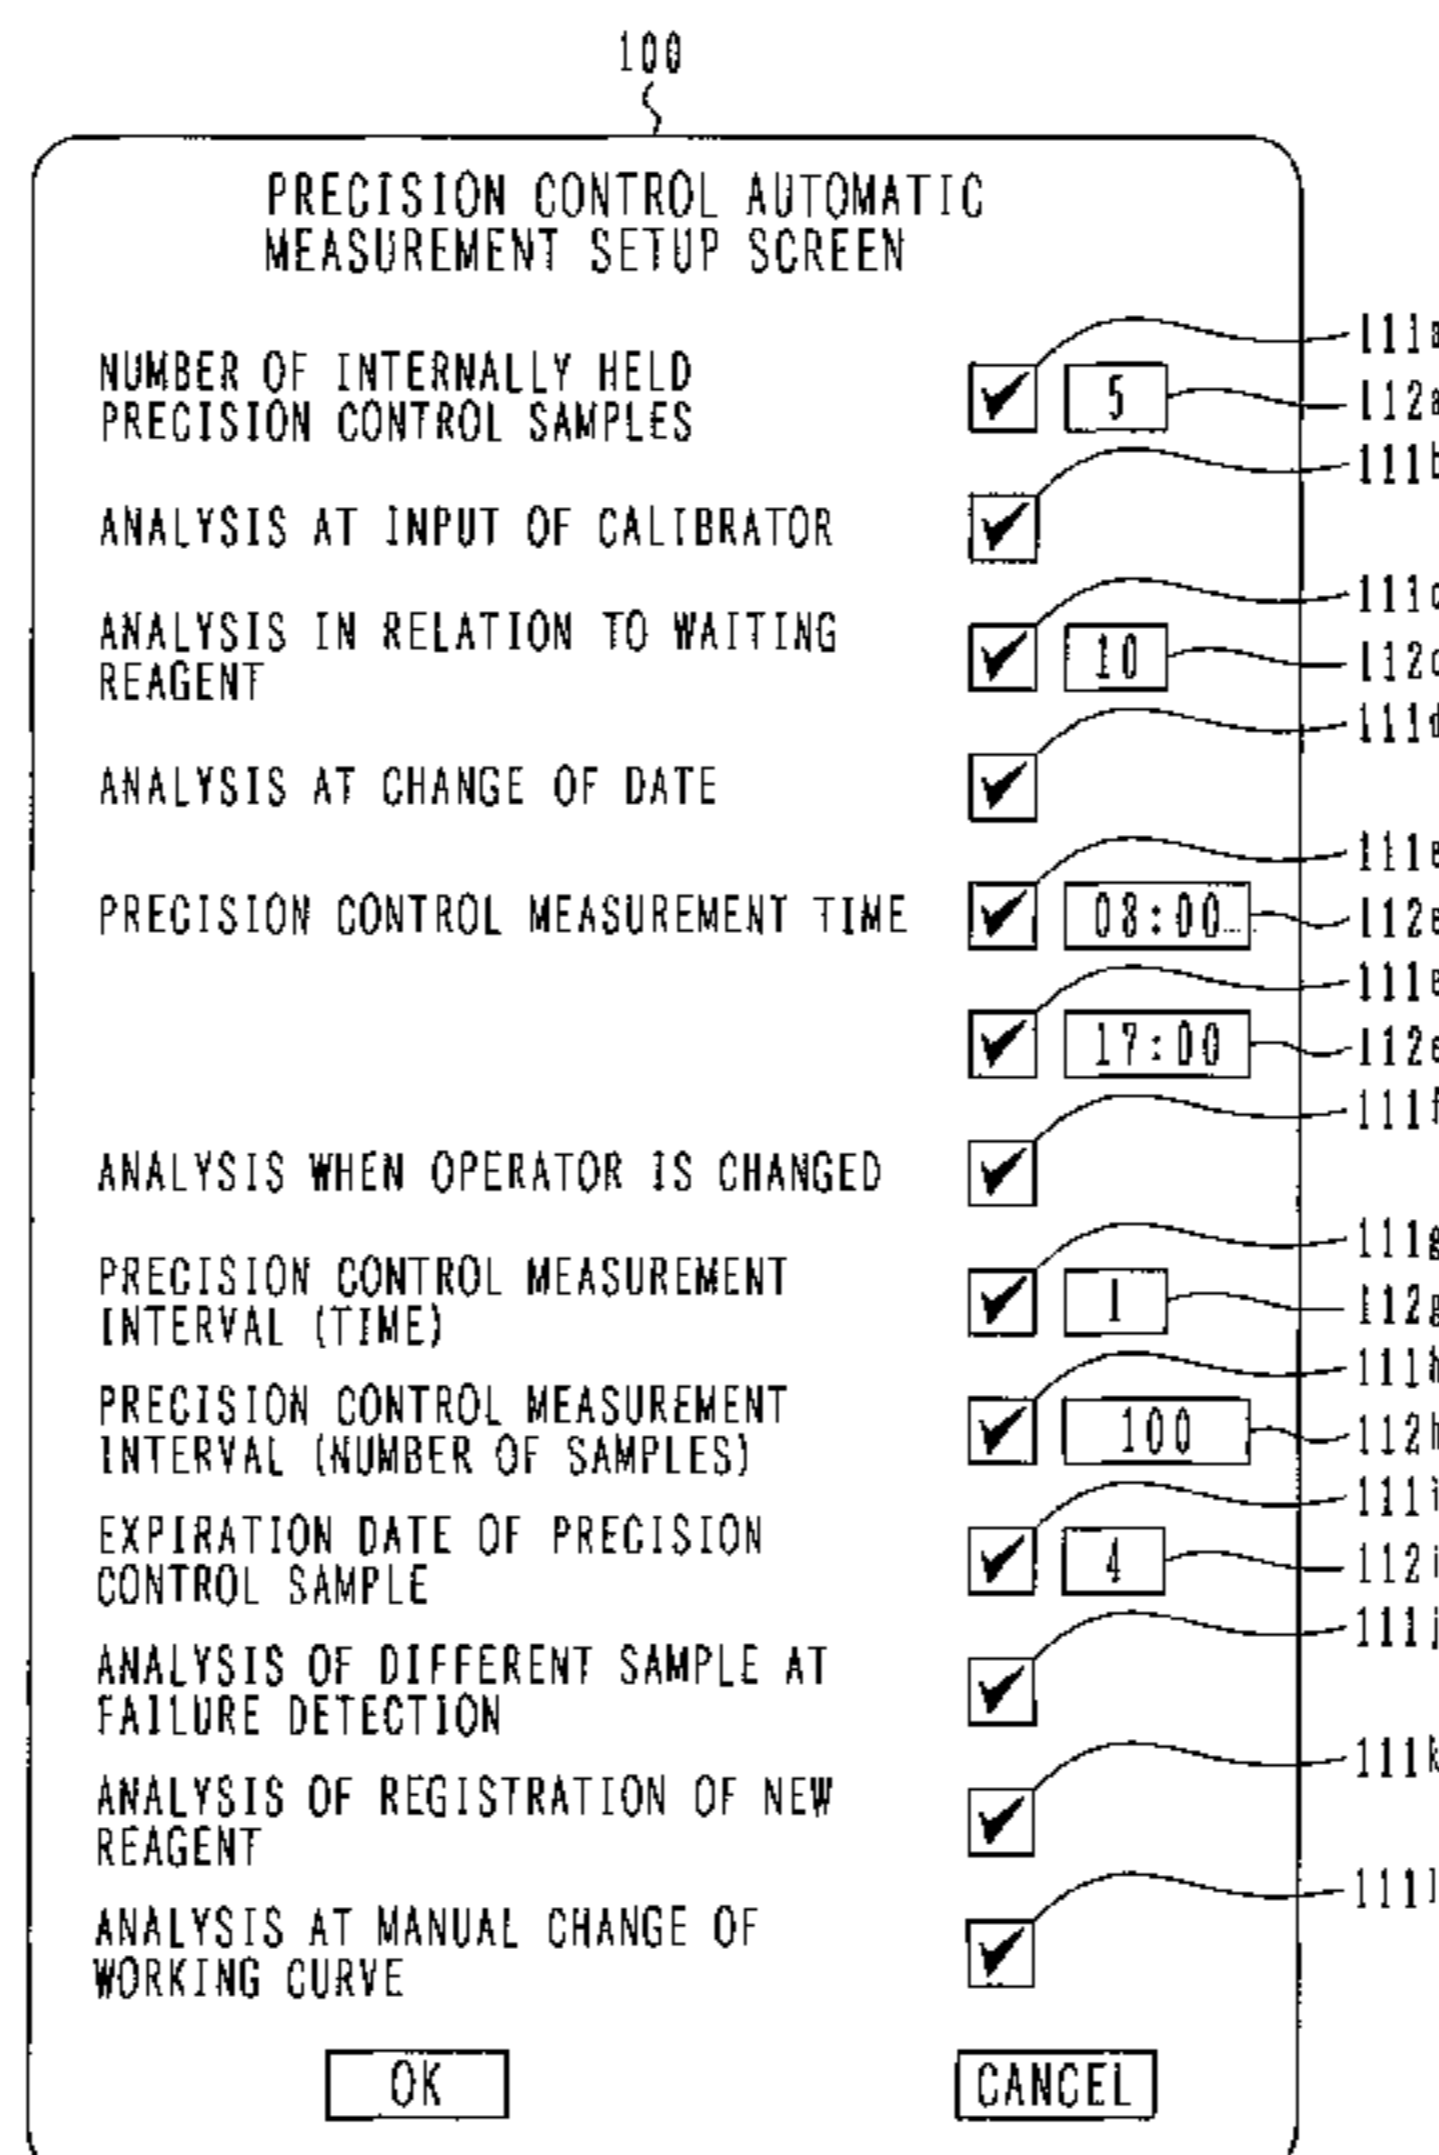 100
PRECISION CONTROL AUTOMATIC
MEASUREMENT SETUP SCREEN
NUMBER OF INTERNALLY HELD
PRECISION CONTROL SAMPLES
5
111a
112a
ANALYSIS AT INPUT OF CALIBRATOR
111b
ANALYSIS IN RELATION TO WAITING
REAGENT
10
111c
112c
ANALYSIS AT CHANGE OF DATE
111d
PRECISION CONTROL MEASUREMENT TIME
08:00
111e
112e
17:00
111e
112e
ANALYSIS WHEN OPERATOR IS CHANGED
111f
PRECISION CONTROL MEASUREMENT
INTERVAL (TIME)
1
111g
112g
PRECISION CONTROL MEASUREMENT
INTERVAL (NUMBER OF SAMPLES)
100
111h
112h
EXPIRATION DATE OF PRECISION
CONTROL SAMPLE
4
111i
112i
ANALYSIS OF DIFFERENT SAMPLE AT
FAILURE DETECTION
111j
ANALYSIS OF REGISTRATION OF NEW
REAGENT
111k
ANALYSIS AT MANUAL CHANGE OF
WORKING CURVE
111l
OK
CANCEL